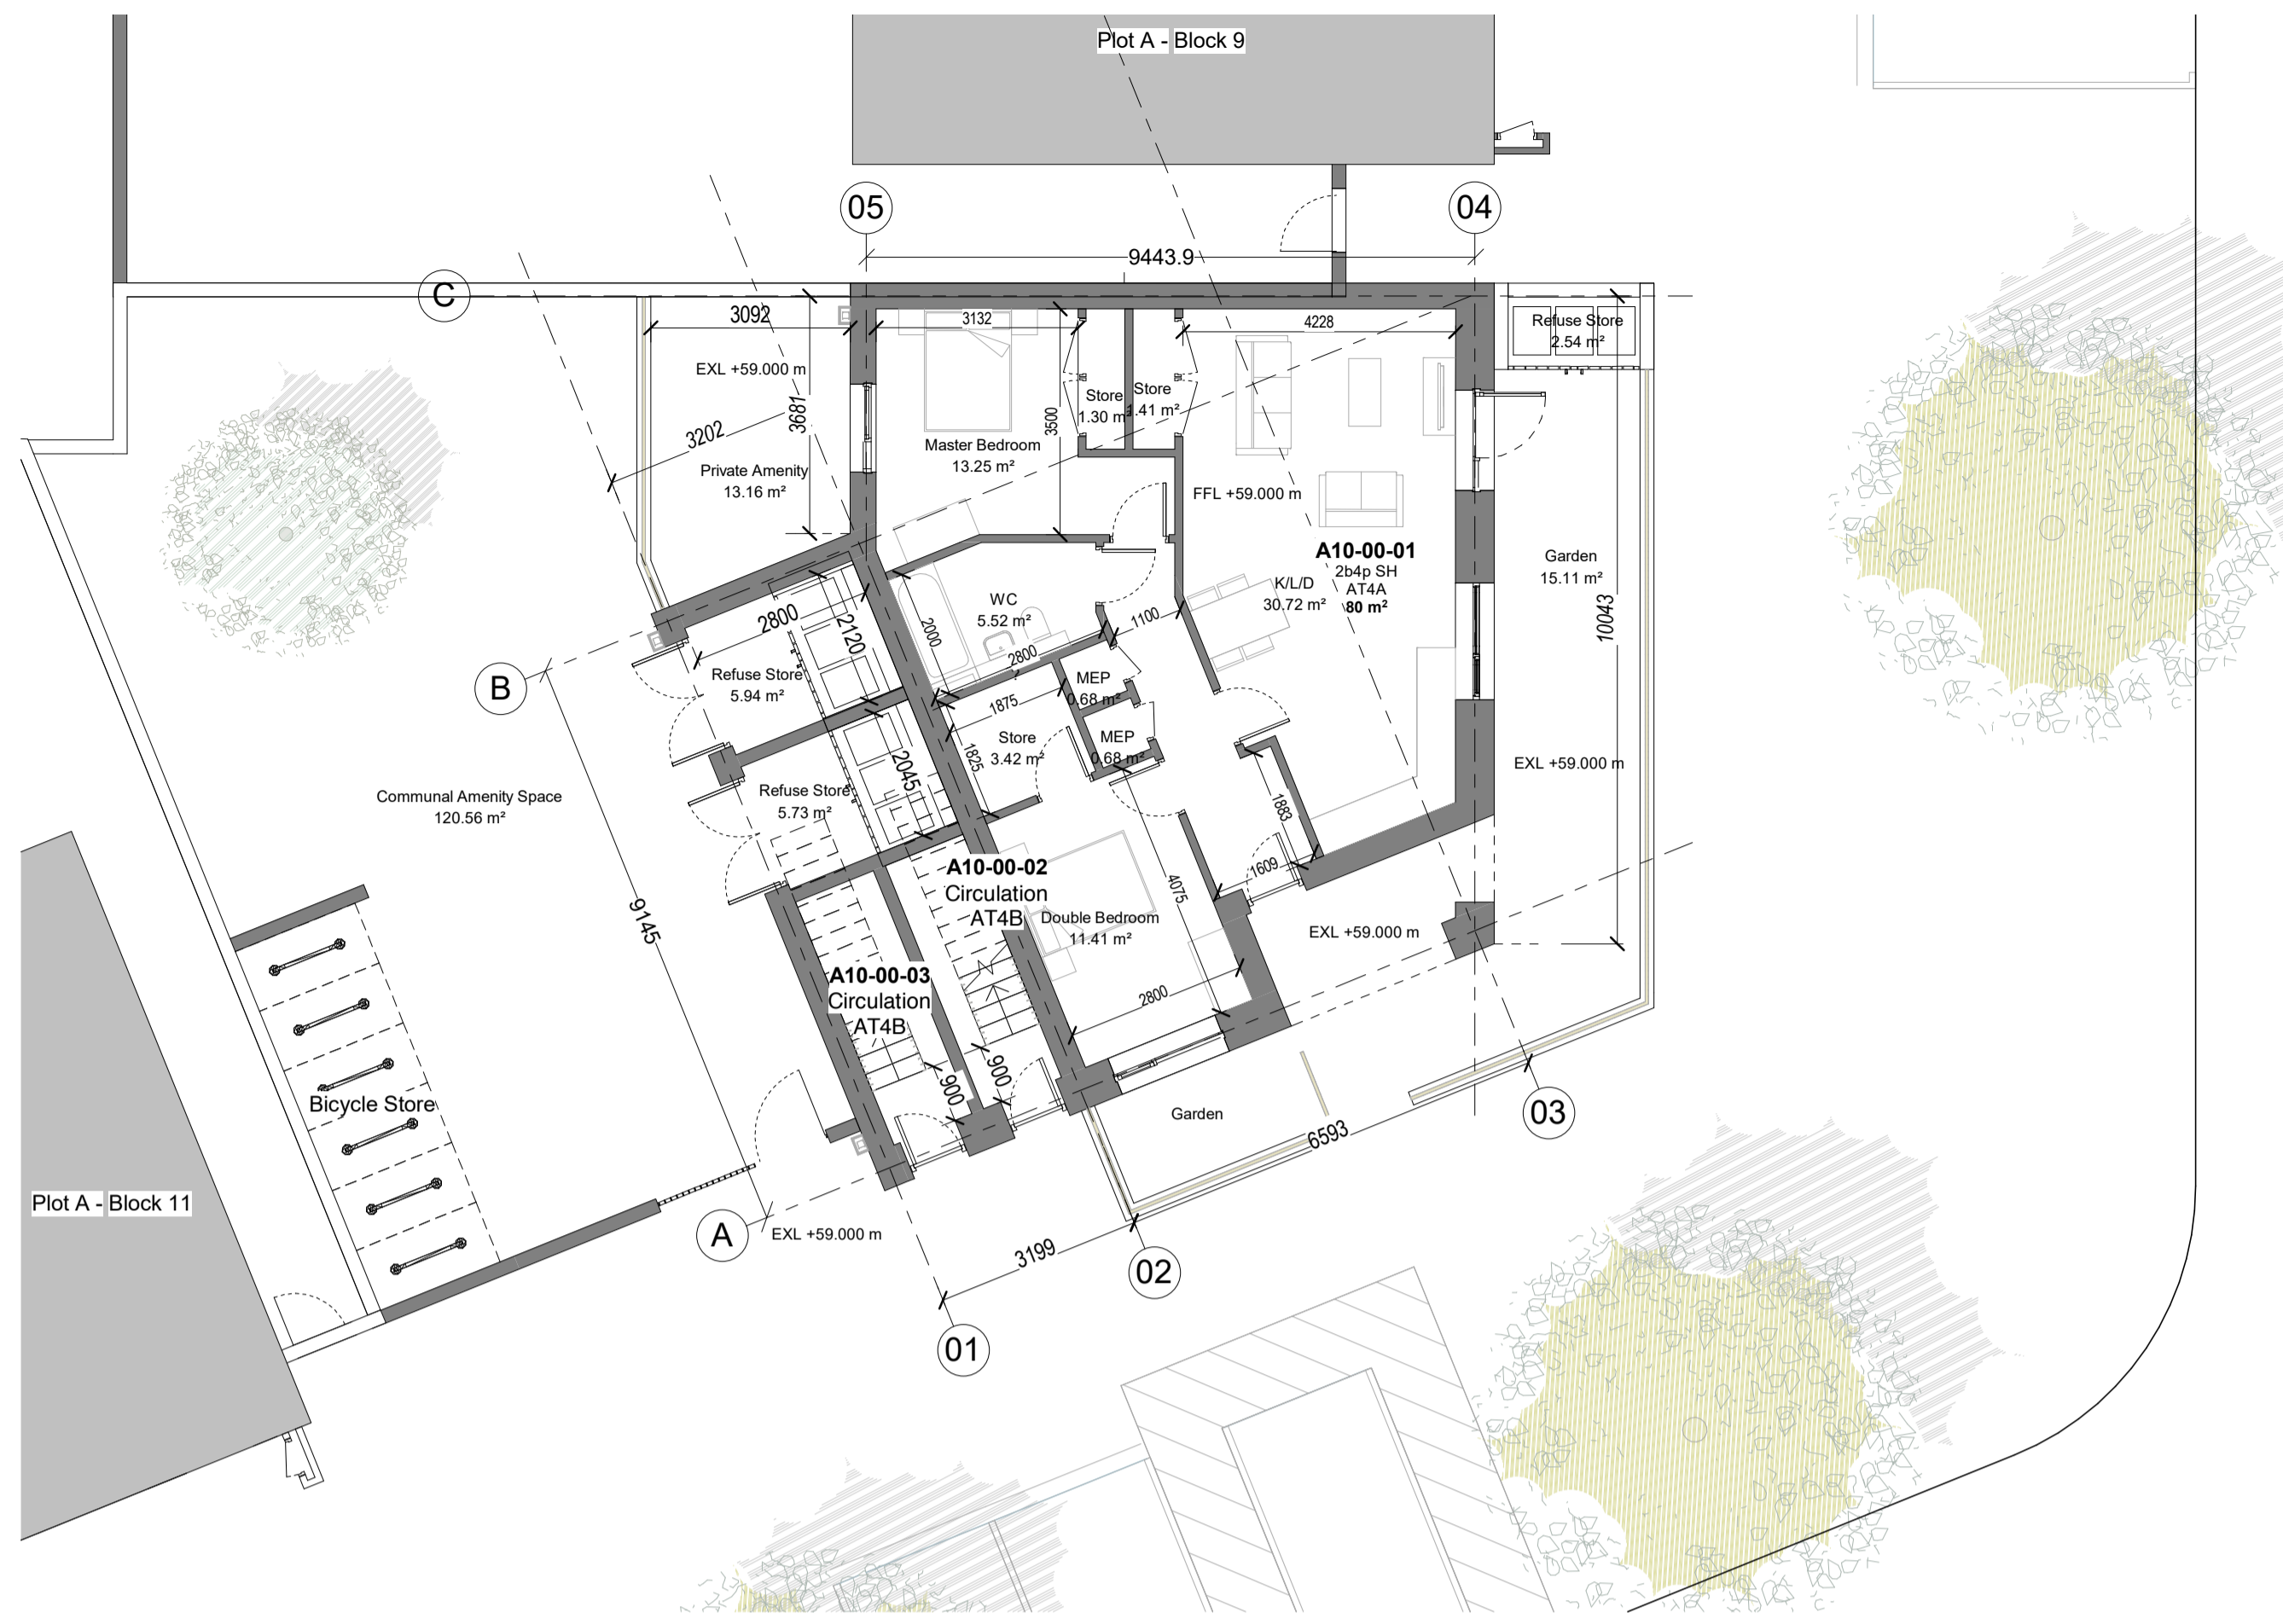 Plot A - Block 9
05
04
9443.9
C
3092
3132
4228
Refuse Store
2.54 m²
EXL +59.000 m
3681
3500
Store
1.30 m²
Store
1.41 m²
3202
Master Bedroom
13.25 m²
Private Amenity
13.16 m²
FFL +59.000 m
A10-00-01
2b4p SH
AT4A
80 m²
Garden
15.11 m²
K/L/D
30.72 m²
10043
WC
5.52 m²
2000
1100
2800
2800
2120
?
B
Refuse Store
5.94 m²
MEP
0.68 m²
1875
Store
3.42 m²
MEP
0.68 m²
1825
2045
EXL +59.000 m
Communal Amenity Space
120.56 m²
Refuse Store
5.73 m²
1883
A10-00-02
Circulation
AT4B
1609
4075
9145
Double Bedroom
11.41 m²
EXL +59.000 m
A10-00-03
Circulation
AT4B
2800
900
900
Bicycle Store
Garden
03
6593
Plot A - Block 11
A
EXL +59.000 m
3199
02
01